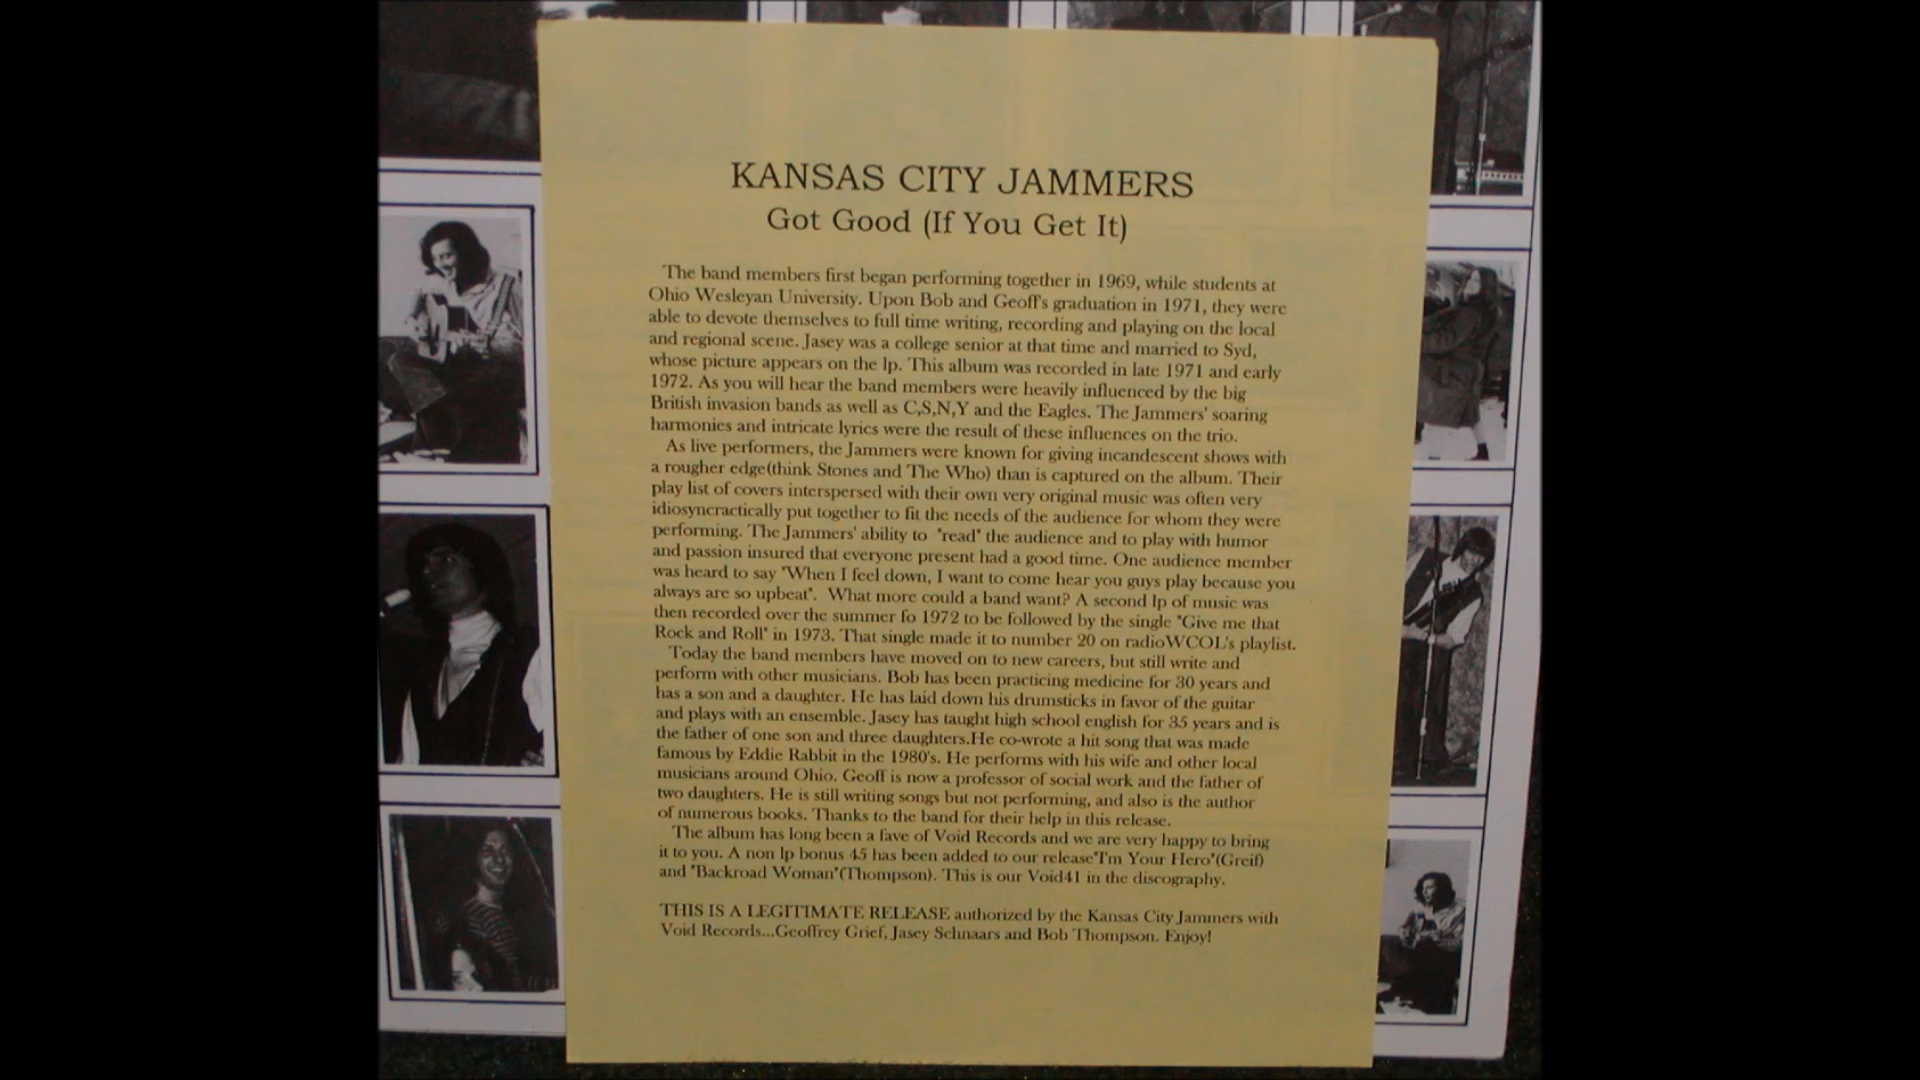 KANSAS CITY JAMMERS
Got Good (If You Get It)
The band members first began performing together in 1969, while students at
Ohio Wesleyan University. Upon Bob and Geoff's graduation in 1971, they were
able to devote themselves to full time writing, recording and playing on the local
and regional scene. Jasey was a college senior at that time and married to Syd,
whose picture appears on the lp. This album was recorded in late 1971 and early
1972. As you will hear the band members were heavily influenced by the big
British invasion bands as well as C,S,N,Y and the Eagles. The Jammers' soaring
harmonies and intricate lyrics were the result of these influences on the trio.
As live performers, the Jammers were known for giving incandescent shows with
a rougher edge(think Stones and The Who) than is captured on the album. Their
play list of covers interspersed with their own very original music was often very
idiosyncractically put together to fit the needs of the audience for whom they were
performing. The Jammers' ability to "read" the audience and to play with humor
and passion insured that everyone present had a good time. One audience member
was heard to say "When I feel down, I want to come hear you guys play because you
always are so upbeat". What more could a band want? A second lp of music was
then recorded over the summer fo 1972 to be followed by the single "Give me that
Rock and Roll" in 1973. That single made it to number 20 on radioWCOL's playlist.
Today the band members have moved on to new careers, but still write and
perform with other musicians. Bob has been practicing medicine for 30 years and
has a son and a daughter. He has laid down his drumsticks in favor of the guitar
and plays with an ensemble. Jasey has taught high school english for 35 years and is
the father of one son and three daughters.He co-wrote a hit song that was made
famous by Eddie Rabbit in the 1980's. He performs with his wife and other local
musicians around Ohio. Geoff is now a professor of social work and the father of
two daughters. He is still writing songs but not performing, and also is the author
of numerous books. Thanks to the band for their help in this release.
The album has long been a fave of Void Records and we are very happy to bring
it to you. A non lp bonus 45 has been added to our release"I'm Your Hero"(Greif)
and "Backroad Woman"(Thompson). This is our Void41 in the discography.
THIS IS A LEGITIMATE RELEASE authorized by the Kansas City Jammers with
Void Records...Geoffrey Grief, Jasey Schnaars and Bob Thompson. Enjoy!